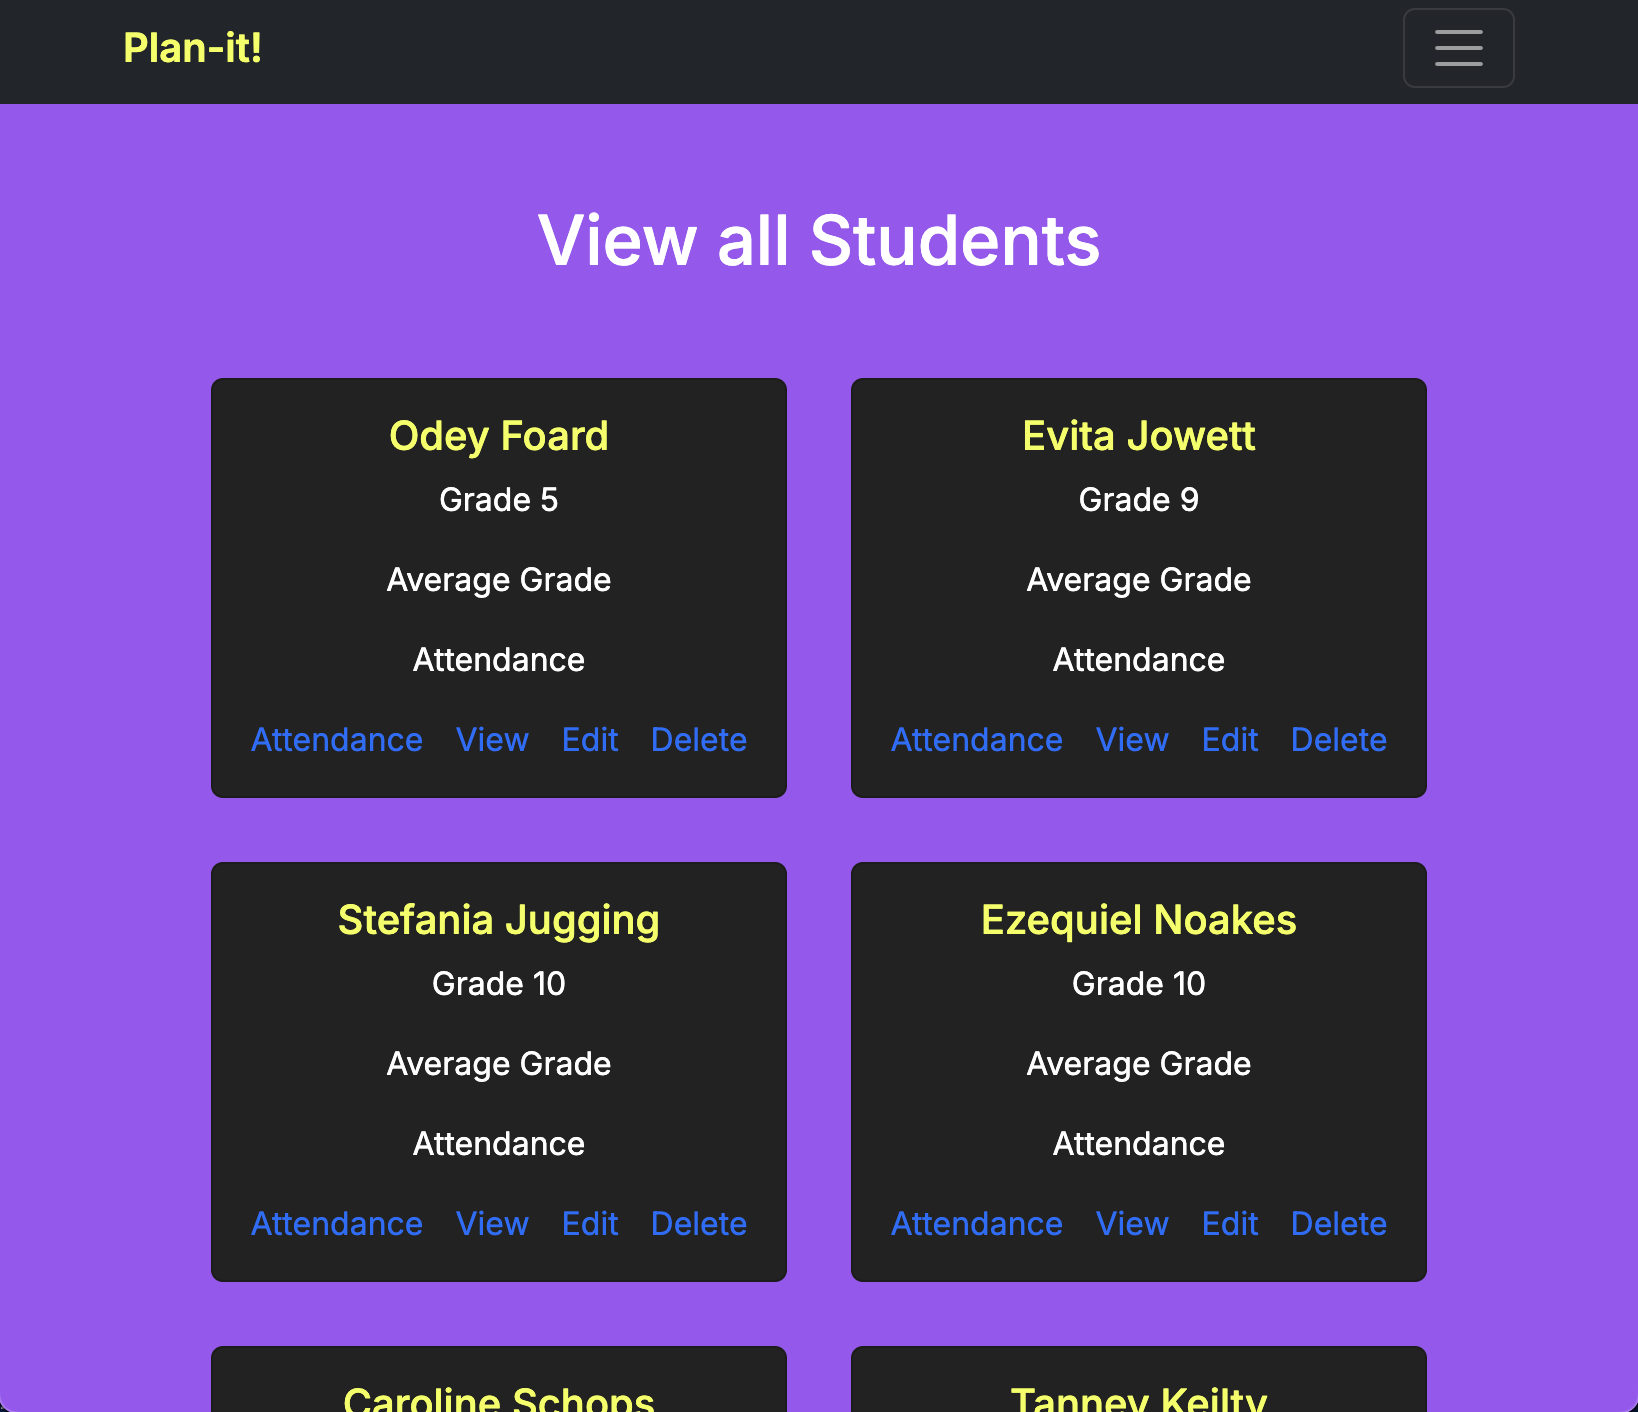 Plan-it!
View all Students
Odey Foard
Grade 5
Average Grade
Attendance
Attendance View Edit Delete
Evita Jowett
Grade 9
Average Grade
Attendance
Attendance View Edit Delete
Stefania Jugging
Grade 10
Average Grade
Attendance
Attendance View Edit Delete
Ezequiel Noakes
Grade 10
Average Grade
Attendance
Attendance View Edit Delete
Caroline Schops
Tanney Keilty